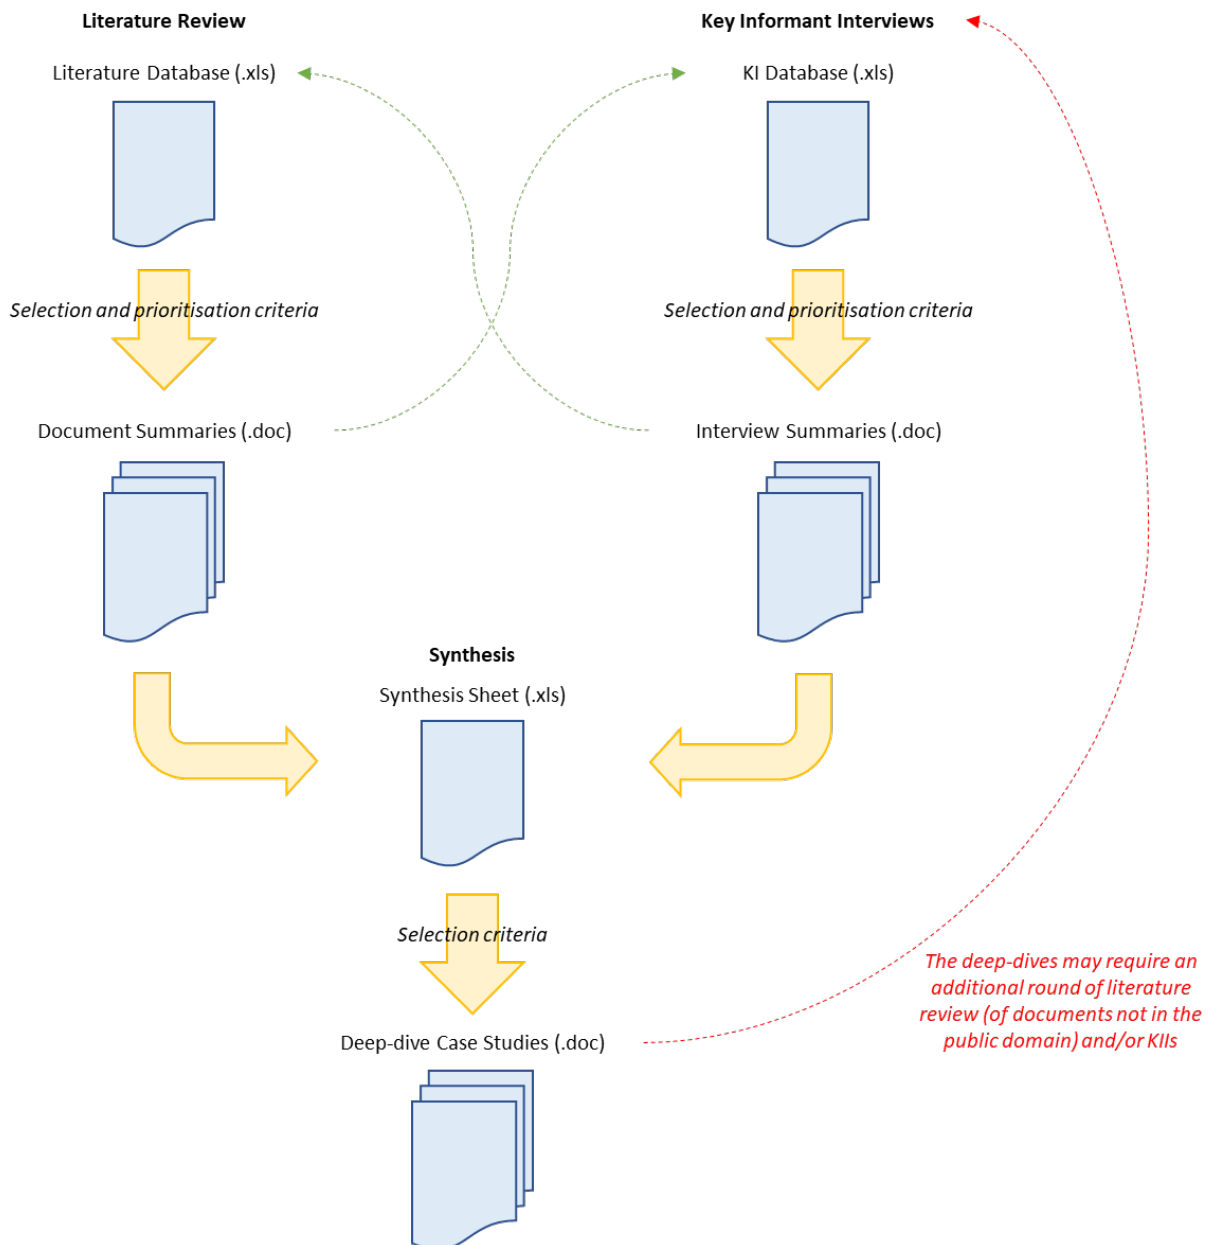 Literature Review
Key Informant Interviews
Literature Database (.xls)
KI Database (.xls)
Selection and prioritisation criteria
Selection and prioritisation criteria
Document Summaries (.doc)
Interview Summaries (.doc)
Synthesis
Synthesis Sheet (.xls)
Selection criteria
The deep-dives may require an
additional round of literature
review (of documents not in the
public domain) and/or KIIs
Deep-dive Case Studies (.doc)